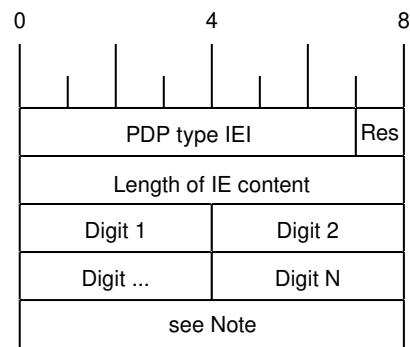 0 4 8
PDP type IEI Res
Length of IE content
Digit 1 Digit 2
Digit ... Digit N
see Note